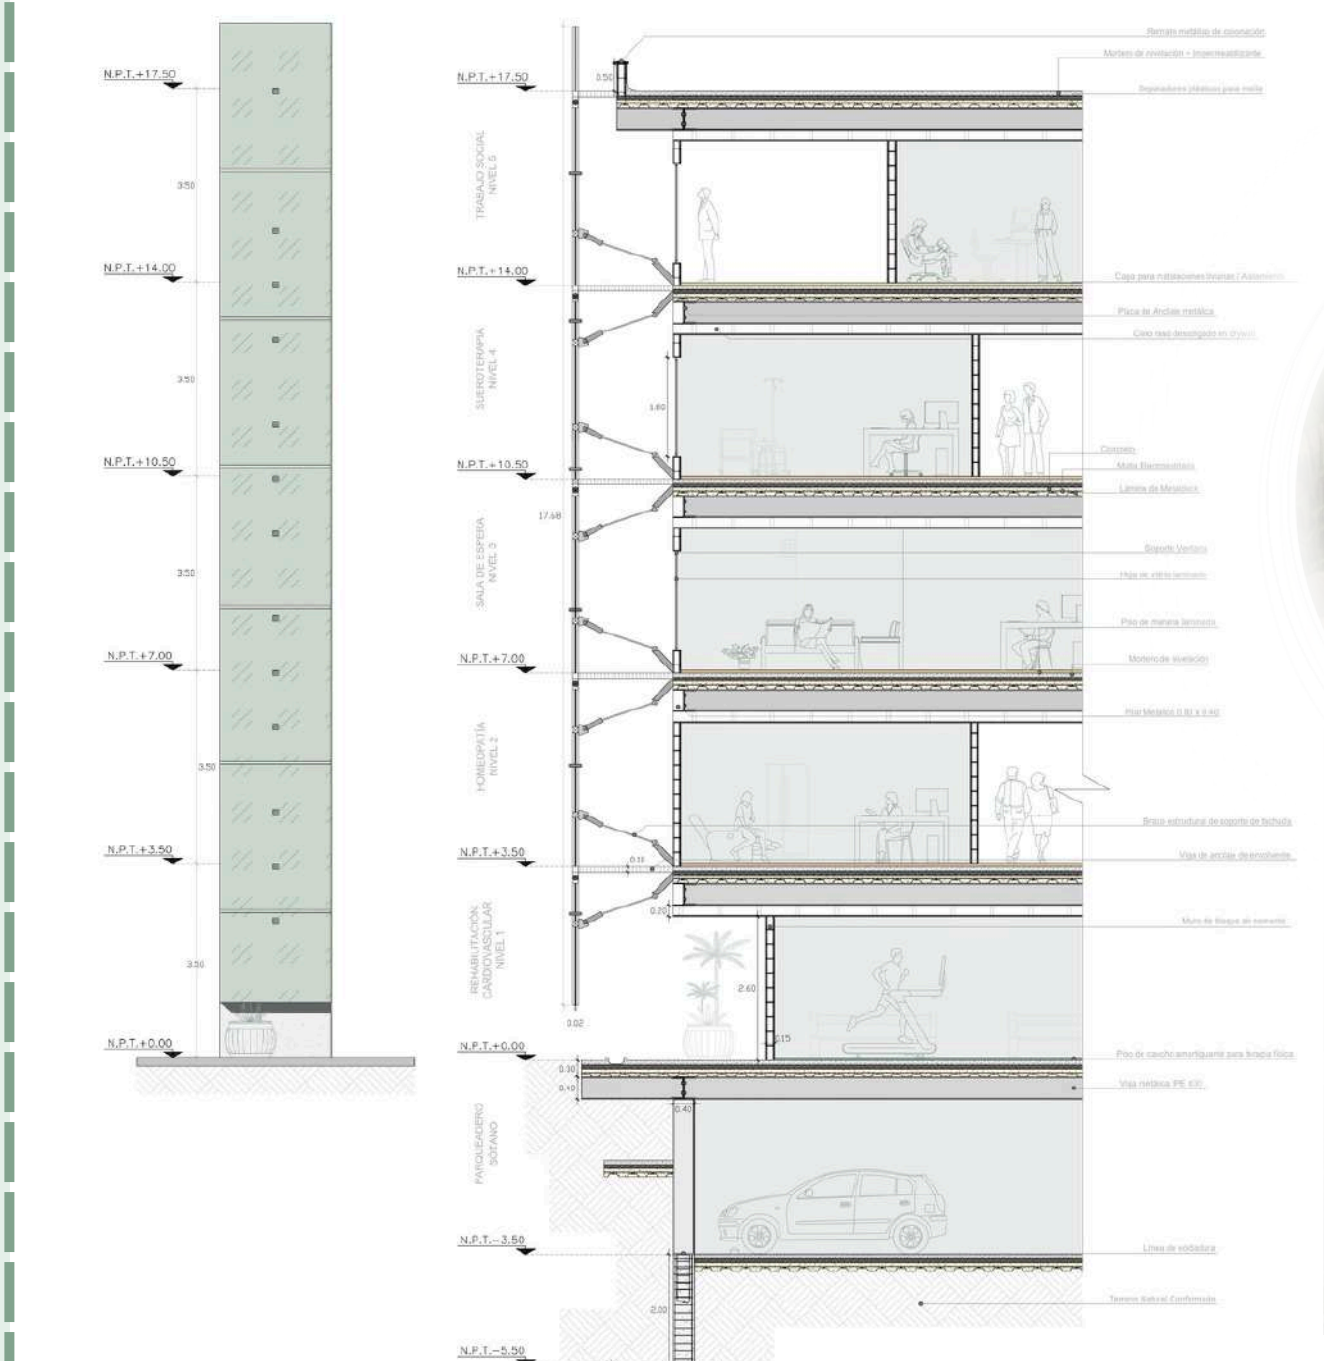 N.P.T.+17.50
3.50
N.P.T.+14.00
3.50
N.P.T.+10.50
3.50
N.P.T.+7.00
3.50
N.P.T.+3.50
3.50
N.P.T.+0.00
N.P.T.+17.50
TRABAJO SOCIAL
NIVEL 5
N.P.T.+14.00
SUEROTERAPIA
NIVEL 4
N.P.T.+10.50
17.68
SALA DE ESPERA
NIVEL 3
N.P.T.+7.00
HOMEOPATÍA
NIVEL 2
N.P.T.+3.50
REHABILITACIÓN
CARDIOVASCULAR
NIVEL 1
N.P.T.+0.00
PARQUEADERO
SÓTANO
N.P.T.-3.50
N.P.T.-5.50
0.50
1.60
0.20
2.60
0.15
0.02
0.30
0.40
0.40
2.00
Remate metálico de coronación
Mortero de nivelación + Impermeabilizante
Separadores plásticos para malla
Capa para instalaciones livianas / Aislamiento
Placa de Anclaje metálica
Cielo raso descolgado en drywall
Concreto
Malla Electrosoldada
Lámina de Metaldeck
Soporte Ventana
Hoja de vidrio laminado
Piso de madera laminada
Mortero de nivelación
Pilar Metálico
Brazo estructural de soporte de fachada
Viga de anclaje de envolvente
Muro de bloque de cemento
Piso de caucho amortiguante para terapia física
Viga metálica IPE
Línea de soldadura
Terreno Natural Conformado